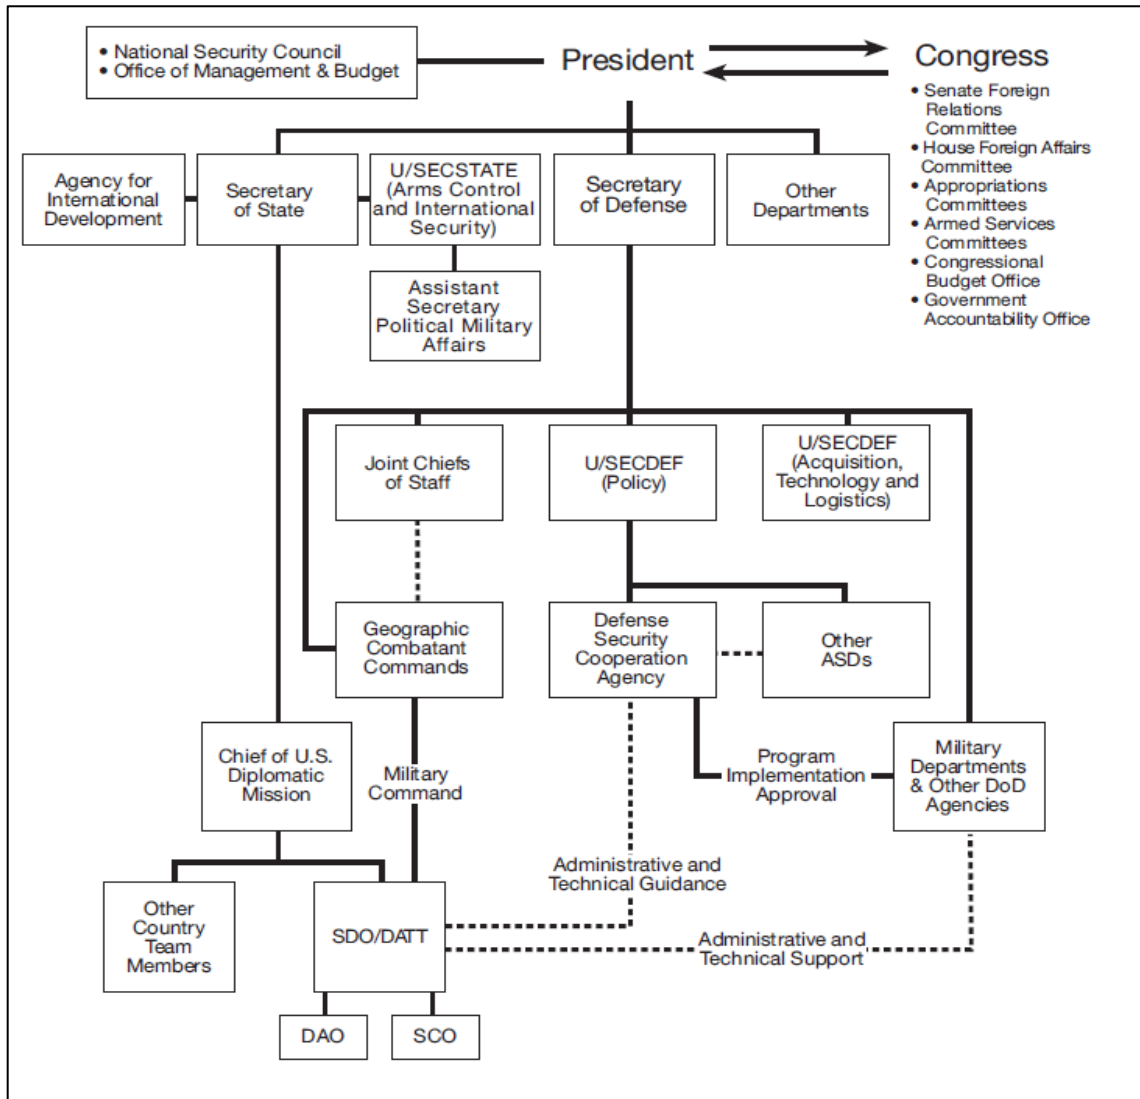 • National Security Council
• Office of Management & Budget
President
Congress
• Senate Foreign
Relations
Committee
• House Foreign Affairs
Committee
• Appropriations
Committees
• Armed Services
Committees
• Congressional
Budget Office
• Government
Accountability Office
Agency for
International
Development
Secretary
of State
U/SECSTATE
(Arms Control
and International
Security)
Secretary
of Defense
Other
Departments
Assistant
Secretary
Political Military
Affairs
Joint Chiefs
of Staff
U/SECDEF
(Policy)
U/SECDEF
(Acquisition,
Technology and
Logistics)
Geographic
Combatant
Commands
Defense
Security
Cooperation
Agency
Other
ASDs
Chief of U.S.
Diplomatic
Mission
Military
Command
Program
Implementation
Approval
Military
Departments
& Other DoD
Agencies
Other
Country
Team
Members
SDO/DATT
Administrative and
Technical Guidance
Administrative and
Technical Support
DAO
SCO